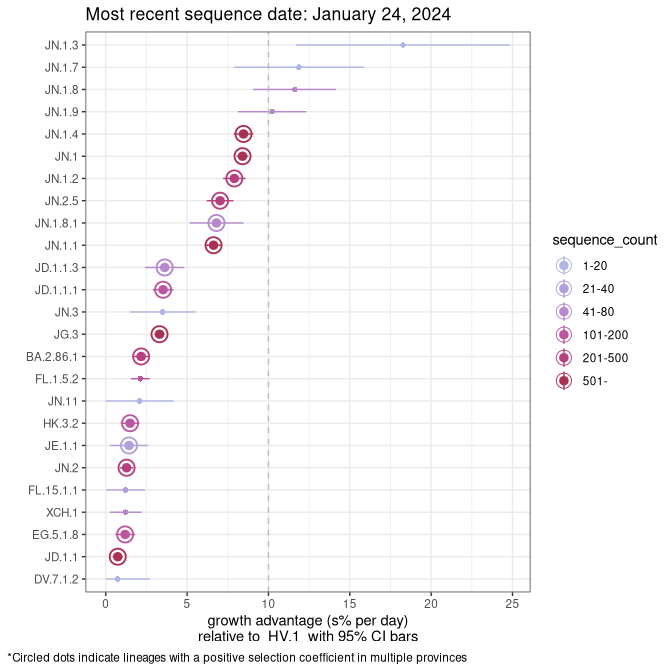 Most recent sequence date: January 24, 2024
JN.1.3
JN.1.7
JN.1.8
JN.1.9
JN.1.4
JN.1
JN.1.2
JN.2.5
JN.1.8.1
JN.1.1
JD.1.1.3
JD.1.1.1
JN.3
JG.3
BA.2.86.1
FL.1.5.2
JN.11
HK.3.2
JE.1.1
JN.2
FL.15.1.1
XCH.1
EG.5.1.8
JD.1.1
DV.7.1.2
0 5 10 15 20 25
growth advantage (s% per day)
relative to HV.1 with 95% CI bars
sequence_count
1-20
21-40
41-80
101-200
201-500
501-
*Circled dots indicate lineages with a positive selection coefficient in multiple provinces